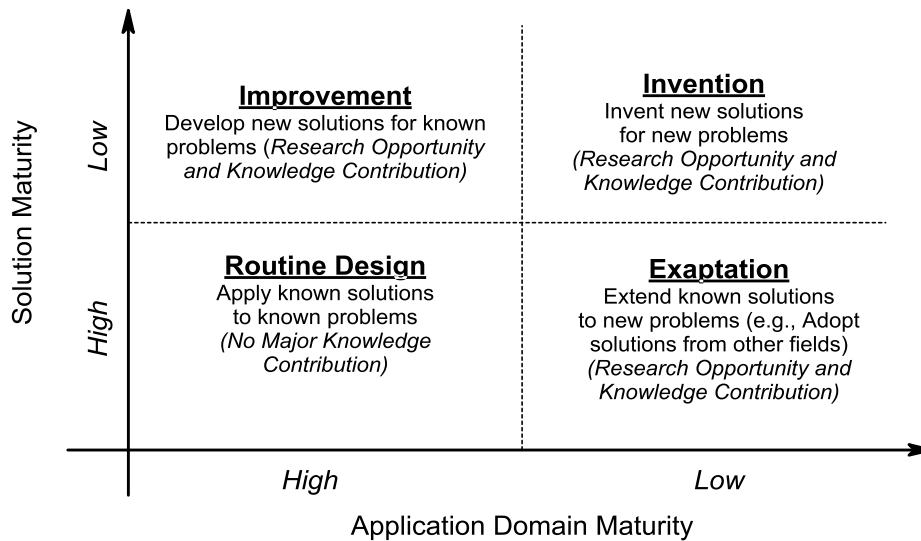 Improvement
Develop new solutions for known
problems (Research Opportunity
and Knowledge Contribution)
Invention
Invent new solutions
for new problems
(Research Opportunity and
Knowledge Contribution)
Routine Design
Apply known solutions
to known problems
(No Major Knowledge
Contribution)
Exaptation
Extend known solutions
to new problems (e.g., Adopt
solutions from other fields)
(Research Opportunity and
Knowledge Contribution)
Solution Maturity
Low
High
High
Low
Application Domain Maturity